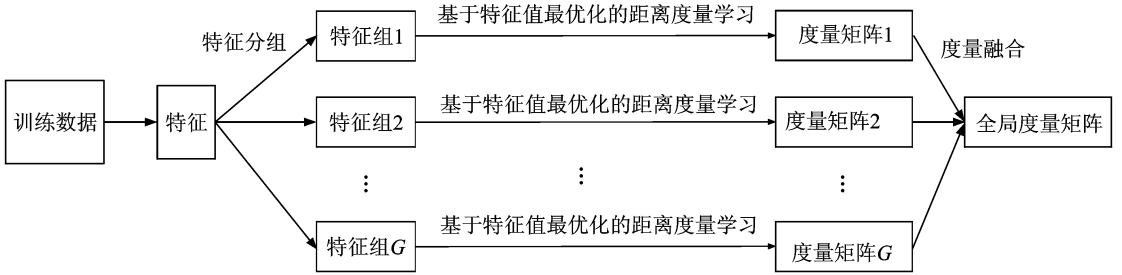 基于特征值最优化的距离度量学习
特征分组
特征组1
度量矩阵1
度量融合
基于特征值最优化的距离度量学习
训练数据
特征
特征组2
度量矩阵2
全局度量矩阵
⋮
⋮
⋮
基于特征值最优化的距离度量学习
特征组G
度量矩阵G